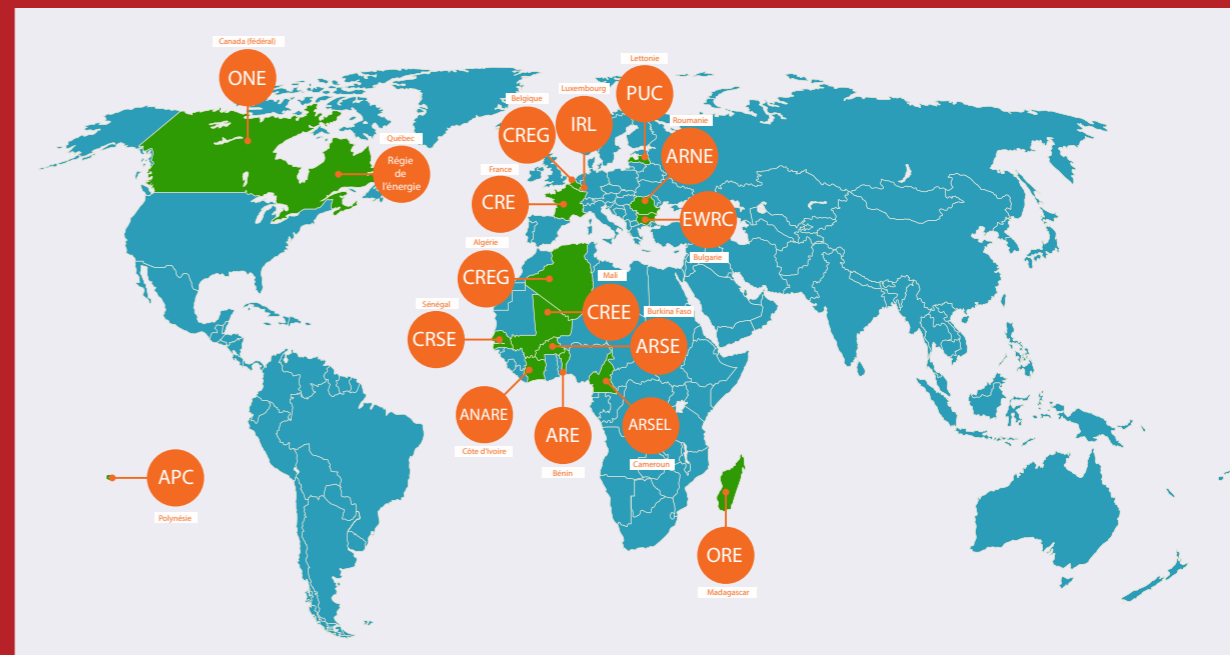 Canada (fédéral)
ONE
Québec
Régie
de
l'énergie
Lettonie
PUC
Luxembourg
IRL
Belgique
CREG
Roumanie
ARNE
France
CRE
EWRC
Bulgarie
Algérie
CREG
Mali
CREE
Burkina Faso
ARSE
Sénégal
CRSE
ANARE
Côte d'Ivoire
ARE
Bénin
ARSEL
Cameroun
APC
Polynésie
ORE
Madagascar